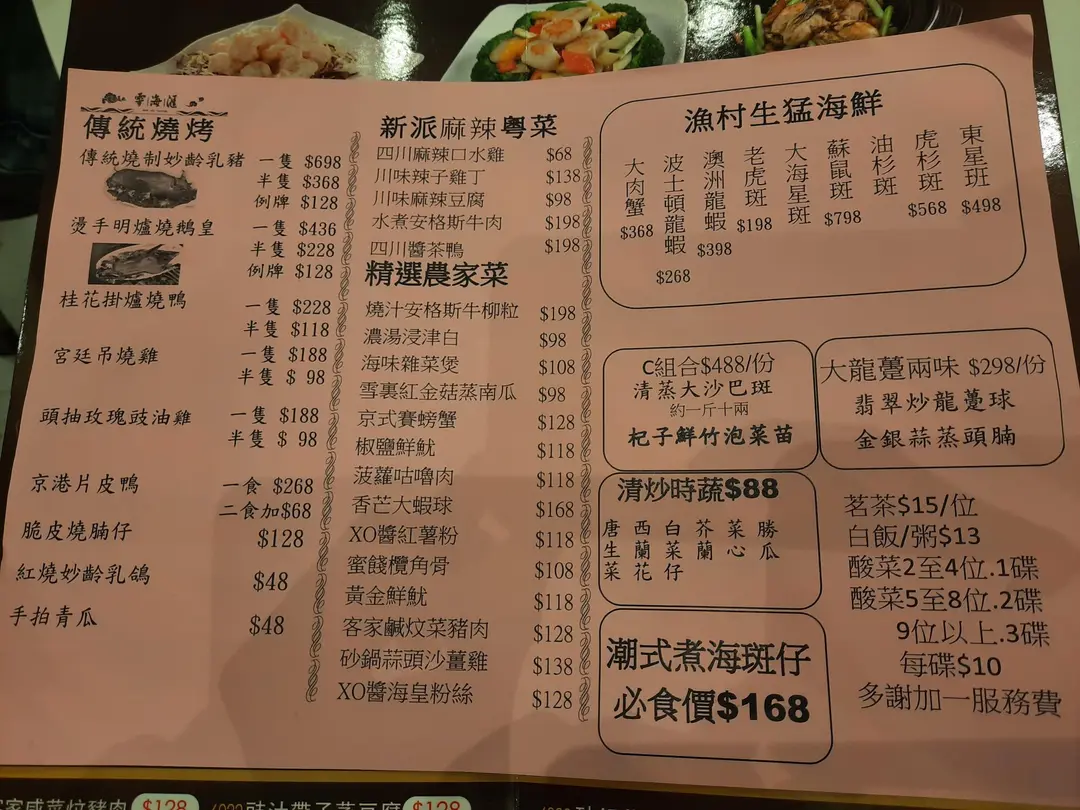 雲海滙
傳統燒烤
傳統燒制妙齡乳豬 一隻 $698
半隻 $368
例牌 $128
燙手明爐燒鵝皇 一隻 $436
半隻 $228
例牌 $128
桂花掛爐燒鴨 一隻 $228
半隻 $118
宮廷吊燒雞 一隻 $188
半隻 $ 98
頭抽玫瑰豉油雞 一隻 $188
半隻 $ 98
京港片皮鴨 一食 $268
二食加$68
脆皮燒腩仔 $128
紅燒妙齡乳鴿 $48
手拍青瓜 $48
新派麻辣粵菜
四川麻辣口水雞 $68
川味辣子雞丁 $138
川味麻辣豆腐 $98
水煮安格斯牛肉 $198
四川醬茶鴨 $198
精選農家菜
燒汁安格斯牛柳粒 $198
濃湯浸津白 $98
海味雜菜煲 $108
雪裏紅金菇蒸南瓜 $98
京式賽螃蟹 $128
椒鹽鮮魷 $118
菠蘿咕嚕肉 $118
香芒大蝦球 $168
XO醬紅薯粉 $118
蜜餞欖角骨 $108
黃金鮮魷 $118
客家鹹炆菜豬肉 $128
砂鍋蒜頭沙薑雞 $138
XO醬海皇粉絲 $128
漁村生猛海鮮
大肉蟹 $368
波士頓龍蝦 $268
澳洲龍蝦 $398
老虎斑 $198
大海星斑
蘇鼠斑 $798
油杉斑
虎杉斑 $568
東星班 $498
C組合$488/份
清蒸大沙巴斑
約一斤十兩
杞子鮮竹泡菜苗
大龍躉兩味 $298/份
翡翠炒龍躉球
金銀蒜蒸頭腩
清炒時蔬$88
唐生菜
西蘭花
白菜仔
芥蘭
菜心
勝瓜
潮式煮海斑仔
必食價$168
茗茶$15/位
白飯/粥$13
酸菜2至4位.1碟
酸菜5至8位.2碟
9位以上.3碟
每碟$10
多謝加一服務費
客家咸菜炆豬肉 $128
豉汁帶子蒸豆腐 $128